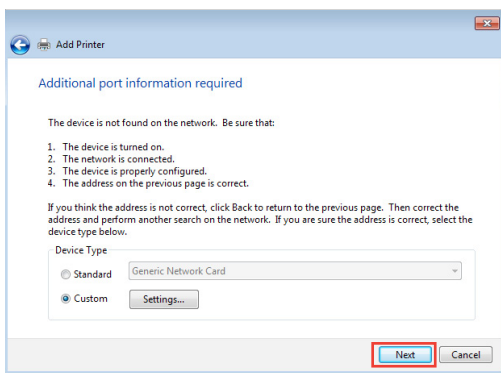 Add Printer
Additional port information required
The device is not found on the network. Be sure that:
1. The device is turned on.
2. The network is connected.
3. The device is properly configured.
4. The address on the previous page is correct.
If you think the address is not correct, click Back to return to the previous page. Then correct the
address and perform another search on the network. If you are sure the address is correct, select the
device type below.
Device Type
Standard Generic Network Card
Custom Settings...
Next Cancel